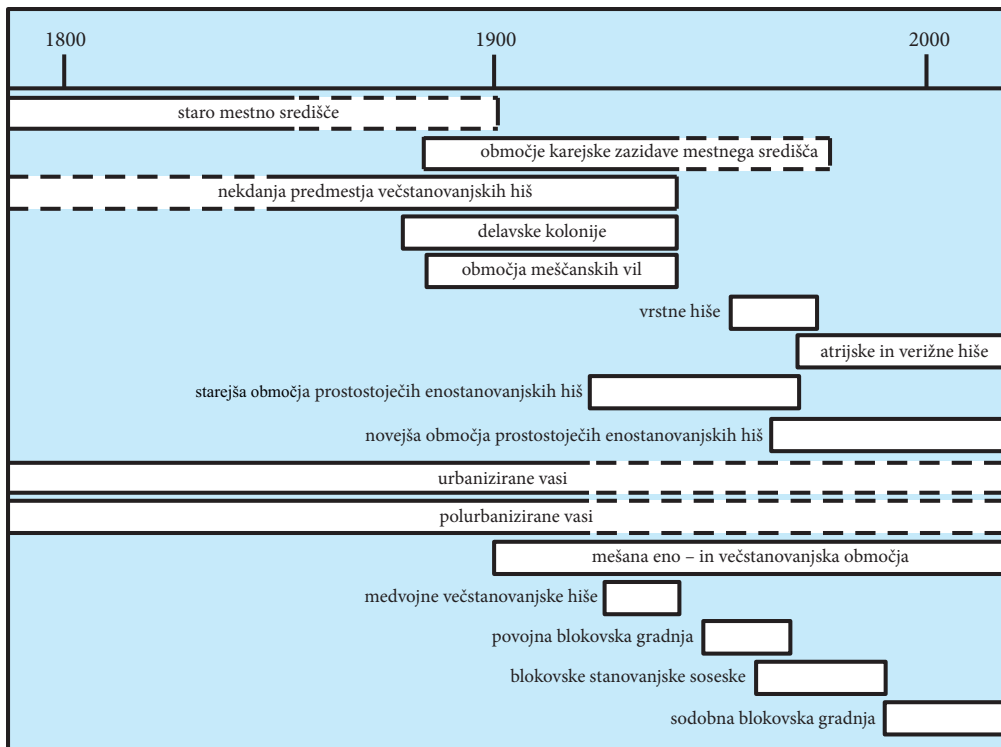 1800 1900 2000
staro mestno središče
območje karejske zazidave mestnega središča
nekdanja predmestja večstanovanjskih hiš
delavske kolonije
območja meščanskih vil
vrstne hiše
atrijske in verižne hiše
starejša območja prostostoječih enostanovanjskih hiš
novejša območja prostostoječih enostanovanjskih hiš
urbanizirane vasi
polurbanizirane vasi
mešana eno – in večstanovanjska območja
medvojne večstanovanjske hiše
povojna blokovska gradnja
blokovske stanovanjske soseske
sodobna blokovska gradnja